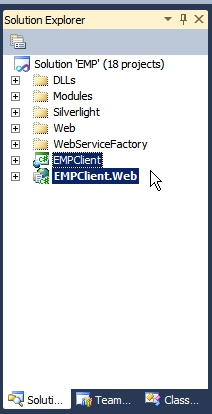 Solution Explorer
Solution 'EMP' (18 projects)
DLLs
Modules
Silverlight
Web
WebServiceFactory
EMPClient
EMPClient.Web
Soluti... Team... Class...